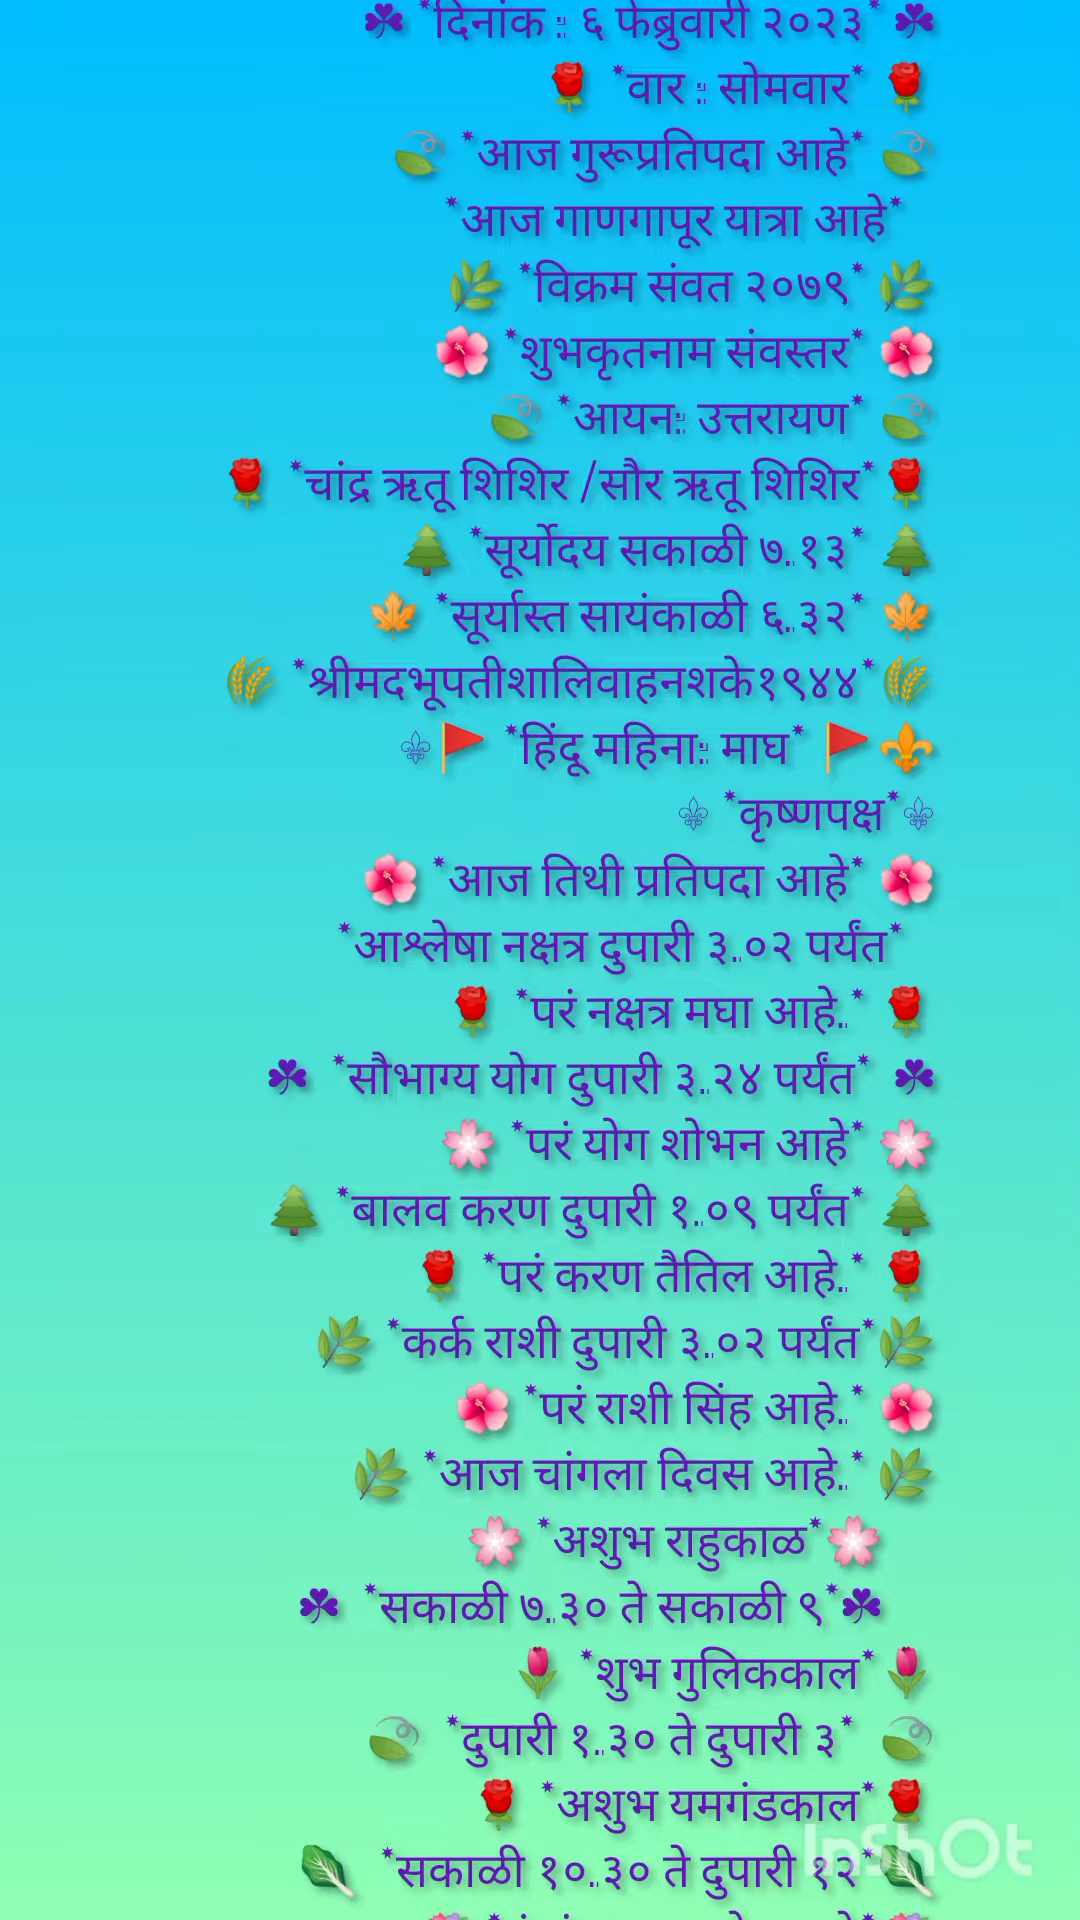 ☘ *दिनांक :: ६ फेब्रुवारी २०२३* ☘
🌹 *वार :: सोमवार* 🌹
🍃 *आज गुरूप्रतिपदा आहे* 🍃
*आज गाणगापूर यात्रा आहे*
🌿 *विक्रम संवत २०७९* 🌿
🌺 *शुभकृतनाम संवस्तर* 🌺
🍃 *आयन:: उत्तरायण* 🍃
🌹 *चांद्र ऋतू शिशिर /सौर ऋतू शिशिर* 🌹
🌲 *सूर्योदय सकाळी ७..१३* 🌲
🍁 *सूर्यास्त सायंकाळी ६..३२* 🍁
🌾 *श्रीमदभूपतीशालिवाहनशके१९४४* 🌾
⚜🚩 *हिंदू महिना:: माघ* 🚩⚜
⚜ *कृष्णपक्ष*⚜
🌺 *आज तिथी प्रतिपदा आहे* 🌺
*आश्लेषा नक्षत्र दुपारी ३..०२ पर्यंत*
🌹 *परं नक्षत्र मघा आहे..* 🌹
☘ *सौभाग्य योग दुपारी ३..२४ पर्यंत* ☘
🌸 *परं योग शोभन आहे* 🌸
🌲 *बालव करण दुपारी १..०९ पर्यंत* 🌲
🌹 *परं करण तैतिल आहे..* 🌹
🌿 *कर्क राशी दुपारी ३..०२ पर्यंत*🌿
🌺 *परं राशी सिंह आहे..* 🌺
🌿 *आज चांगला दिवस आहे..* 🌿
🌸 *अशुभ राहुकाळ*🌸
☘ *सकाळी ७..३० ते सकाळी ९*☘
🌷 *शुभ गुलिककाल*🌷
🍃 *दुपारी १..३० ते दुपारी ३* 🍃
🌹 *अशुभ यमगंडकाल*🌹
🥬 *सकाळी १०..३० ते दुपारी १२*🥬
InShOt